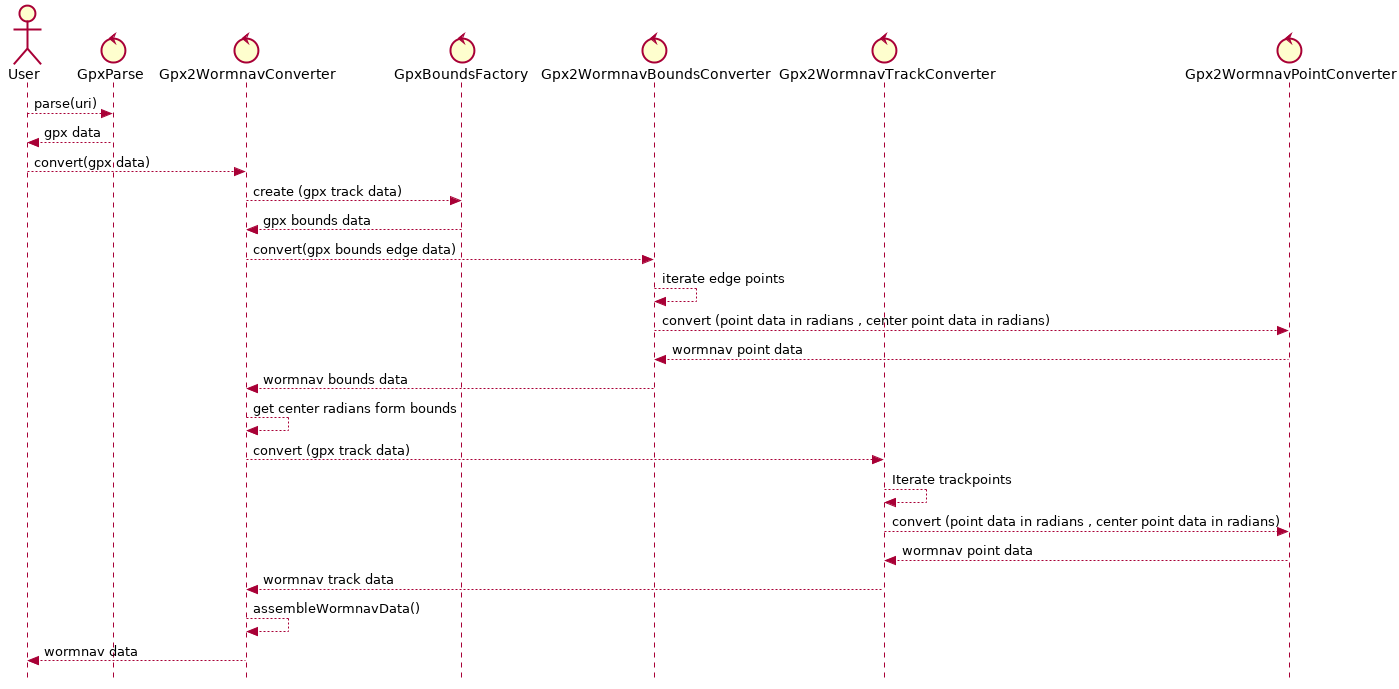 User
GpxParse
Gpx2WormnavConverter
GpxBoundsFactory
Gpx2WormnavBoundsConverter
Gpx2WormnavTrackConverter
Gpx2WormnavPointConverter
parse(uri)
gpx data
convert(gpx data)
create (gpx track data)
gpx bounds data
convert(gpx bounds edge data)
iterate edge points
convert (point data in radians , center point data in radians)
wormnav point data
wormnav bounds data
get center radians form bounds
convert (gpx track data)
Iterate trackpoints
convert (point data in radians , center point data in radians)
wormnav point data
wormnav track data
assembleWormnavData()
wormnav data